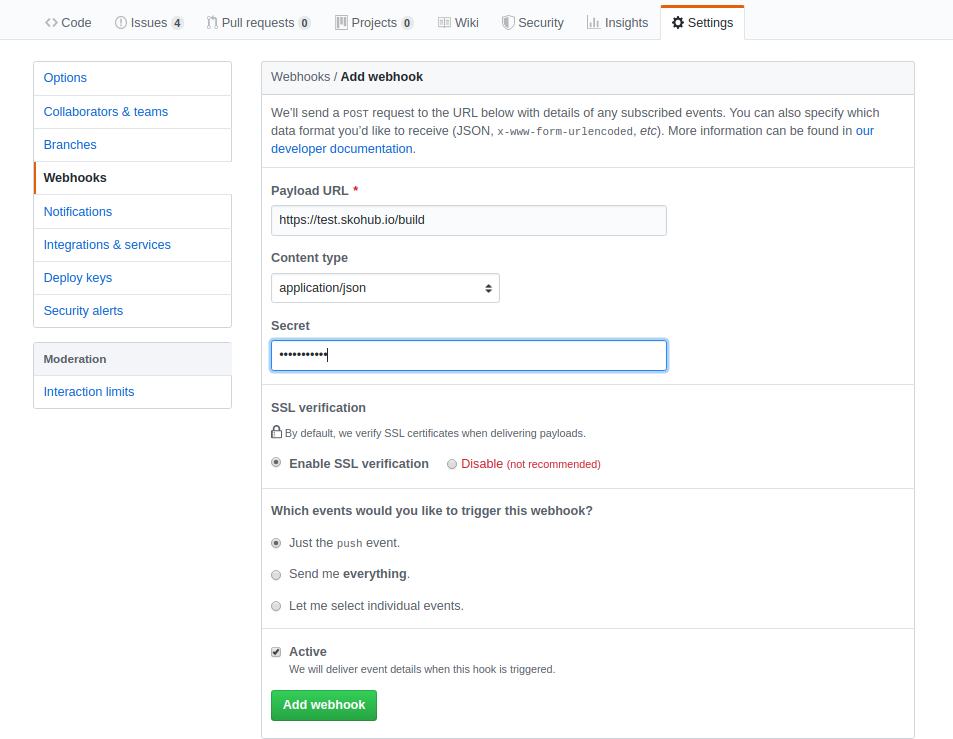 Code Issues 4 Pull requests 0 Projects 0 Wiki Security Insights Settings
Options
Collaborators & teams
Branches
Webhooks
Notifications
Integrations & services
Deploy keys
Security alerts
Moderation
Interaction limits
Webhooks / Add webhook
We'll send a POST request to the URL below with details of any subscribed events. You can also specify which
data format you'd like to receive (JSON, x-www-form-urlencoded, etc). More information can be found in our
developer documentation.
Payload URL *
https://test.skohub.io/build
Content type
application/json
Secret
•••••••••••
SSL verification
By default, we verify SSL certificates when delivering payloads.
Enable SSL verification Disable (not recommended)
Which events would you like to trigger this webhook?
Just the push event.
Send me everything.
Let me select individual events.
Active
We will deliver event details when this hook is triggered.
Add webhook